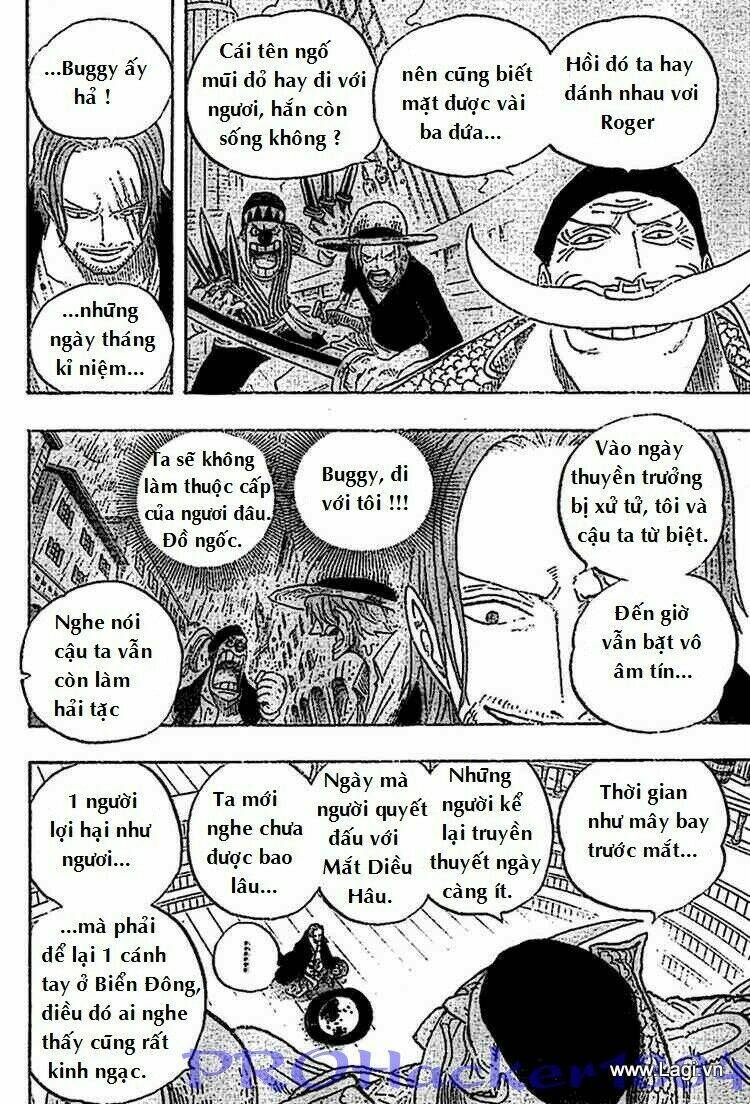 Hồi đó ta hay
đánh nhau vơi
Roger
nên cũng biết
mặt được vài
ba đứa...
Cái tên ngố
mũi đỏ hay đi với
ngươi, hắn còn
sống không ?
...Buggy ấy
hả !
...những
ngày tháng
kỉ niệm...
Vào ngày
thuyền trưởng
bị xử tử, tôi và
cậu ta từ biệt.
Đến giờ
vẫn bặt vô
âm tín...
Buggy, đi
với tôi !!!
Ta sẽ không
làm thuộc cấp
của ngươi đâu.
Đồ ngốc.
Nghe nói
cậu ta vẫn
còn làm
hải tặc
Thời gian
như mây bay
trước mắt...
Những
người kể
lại truyền
thuyết ngày
càng ít.
Ngày mà
người quyết
đấu với
Mắt Diều
Hâu.
Ta mới
nghe chưa
được bao
lâu...
1 người
lợi hại như
ngươi...
...mà phải
để lại 1 cánh
tay ở Biển Đông,
điều đó ai nghe
thấy cũng rất
kinh ngạc.
PROHacker1004
www.Lagi.vn